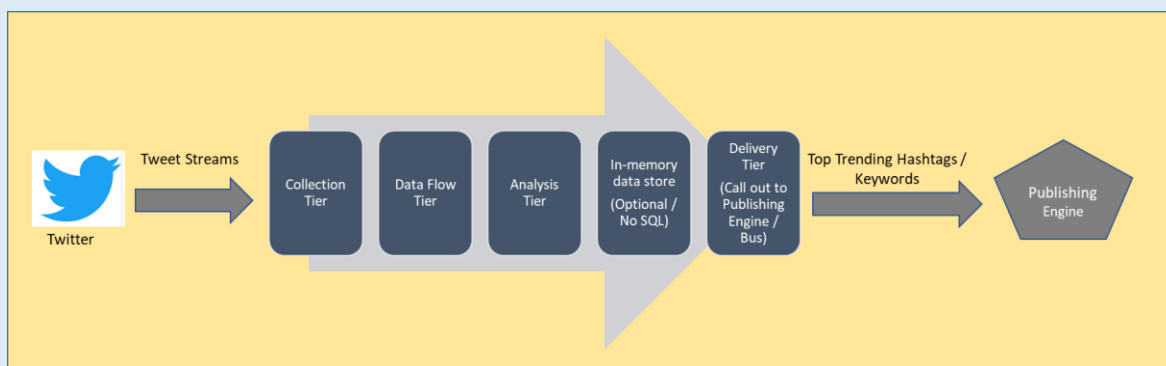 Twitter
Tweet Streams
Collection
Tier
Data Flow
Tier
Analysis
Tier
In-memory
data store
(Optional /
No SQL)
Delivery
Tier
(Call out to
Publishing
Engine /
Bus)
Top Trending Hashtags /
Keywords
Publishing
Engine